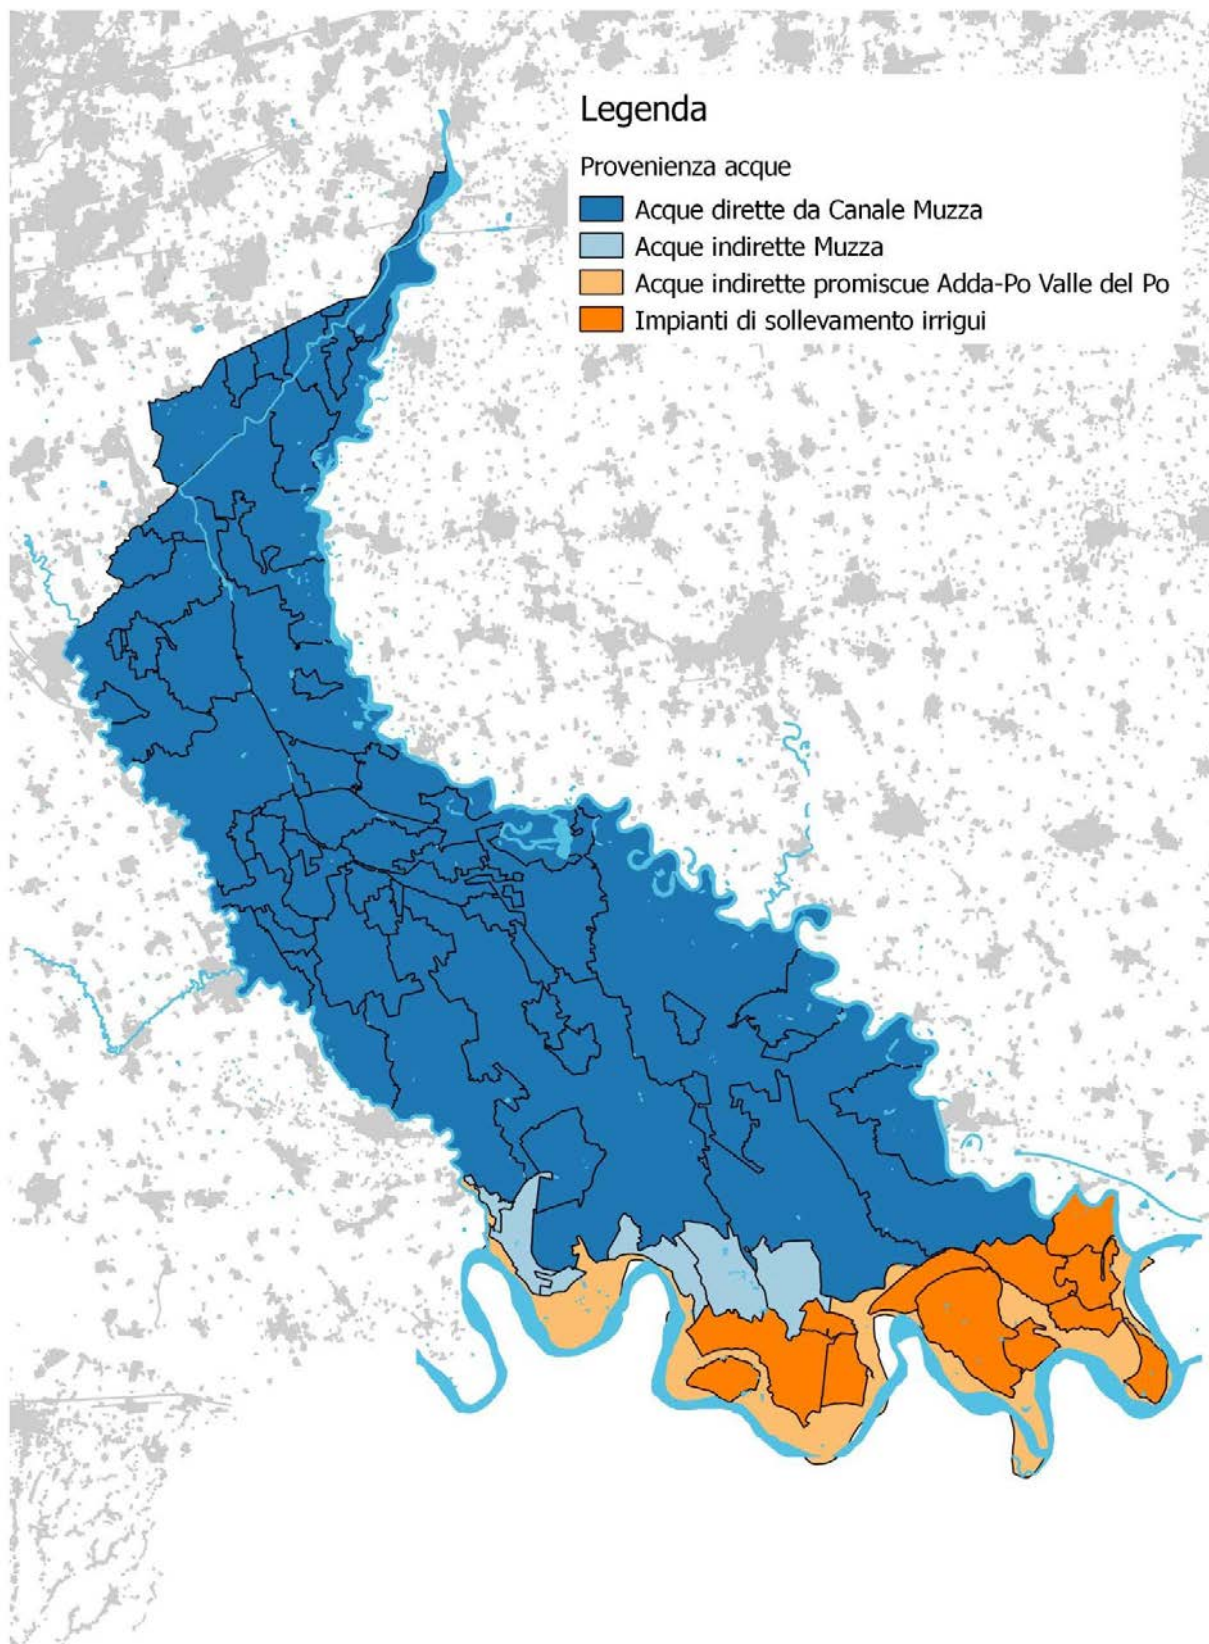 Legenda
Provenienza acque
Acque dirette da Canale Muzza
Acque indirette Muzza
Acque indirette promiscue Adda-Po Valle del Po
Impianti di sollevamento irrigui